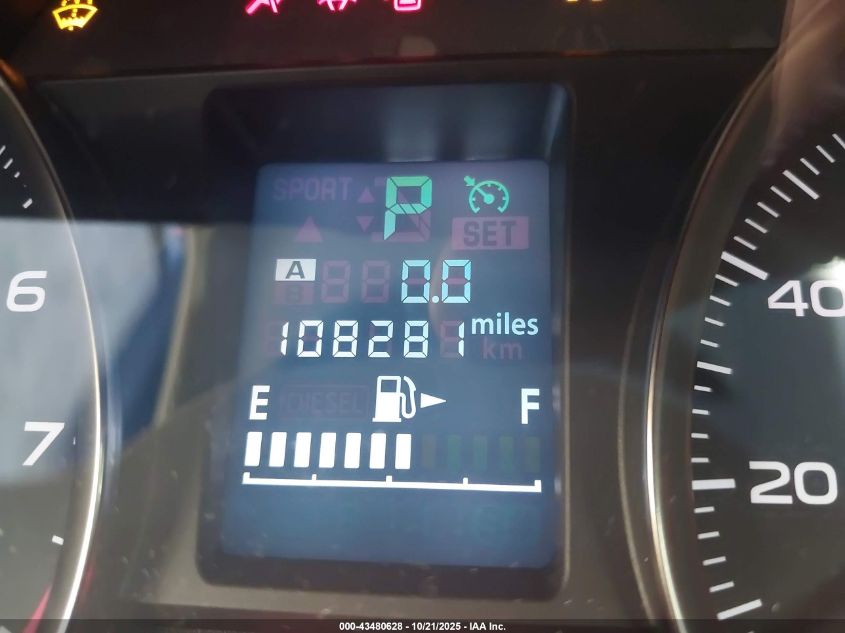 SPORT P
SET
A 0.0
B
108281 miles
km
DIESEL
E F
6
7
40
20
000-43480628 - 10/21/2025 - IAA Inc.